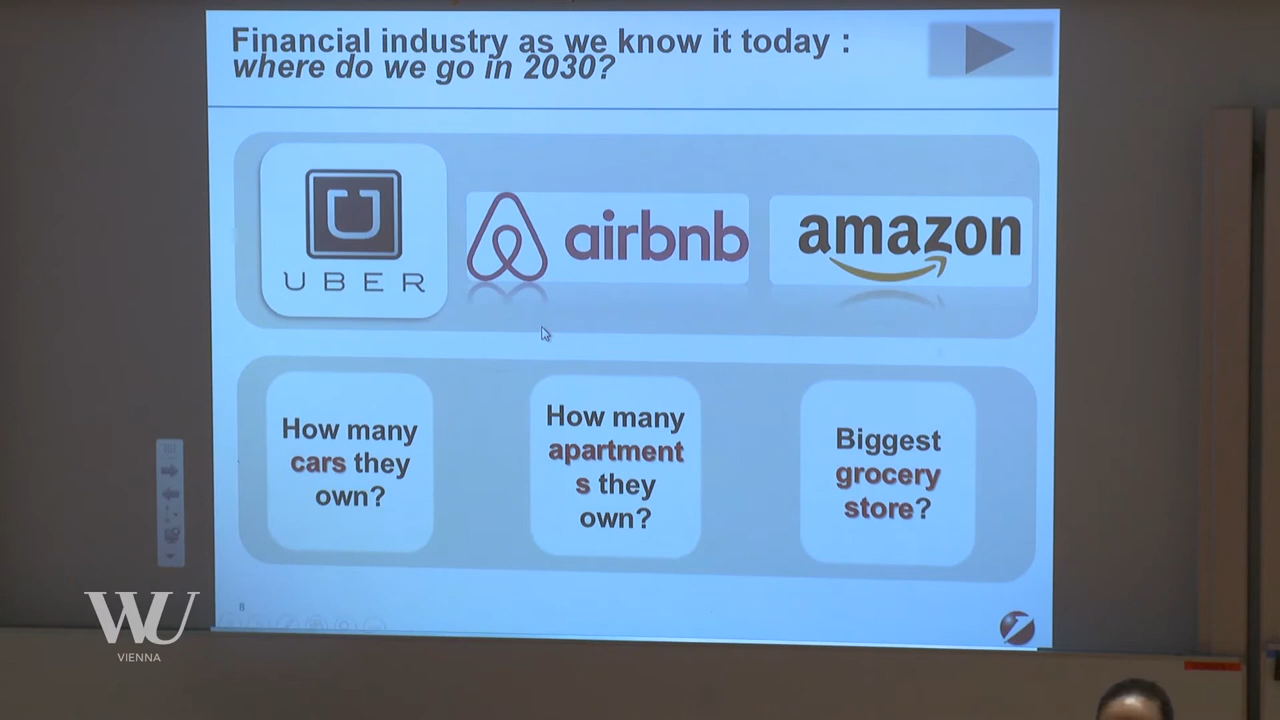 Financial industry as we know it today :
where do we go in 2030?
UBER
airbnb
amazon
How many
cars they
own?
How many
apartment
s they
own?
Biggest
grocery
store?
8
WU
VIENNA